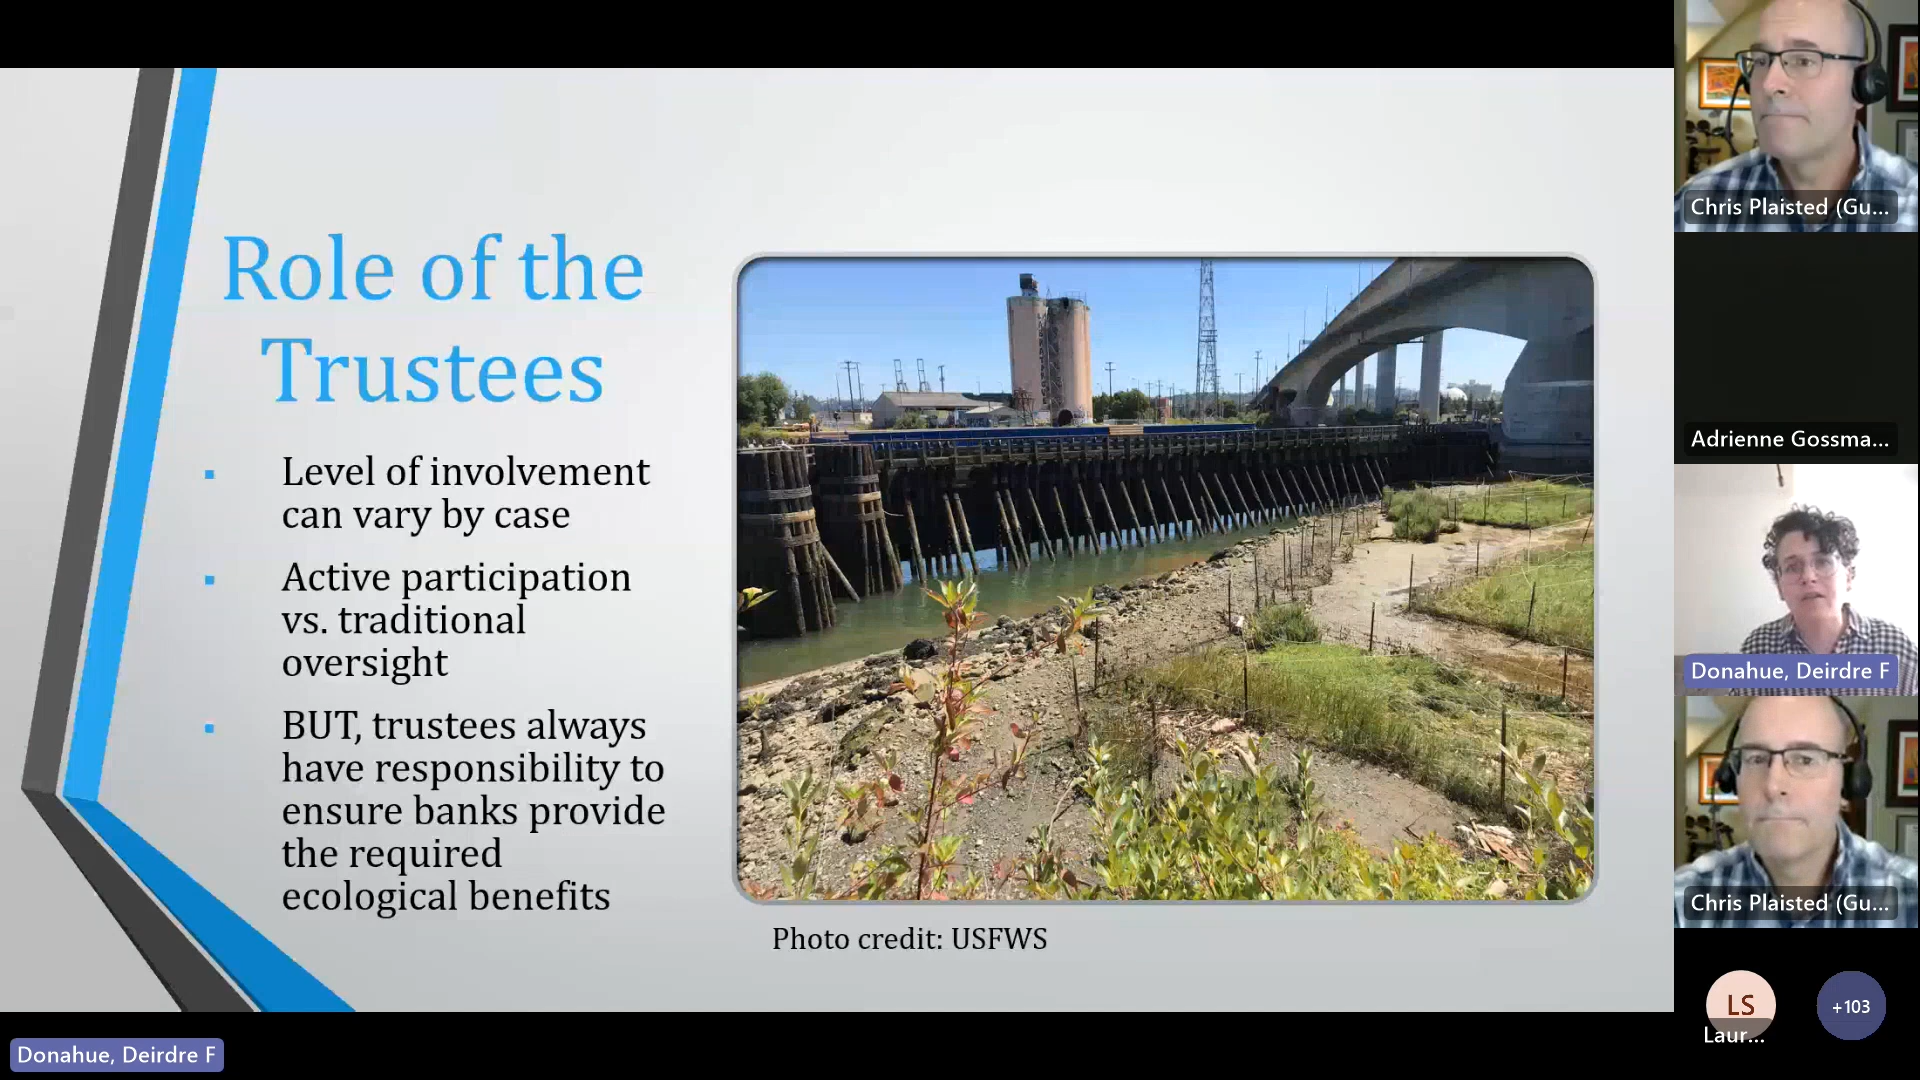 Role of the
Trustees
▪ Level of involvement
can vary by case
▪ Active participation
vs. traditional
oversight
▪ BUT, trustees always
have responsibility to
ensure banks provide
the required
ecological benefits
Photo credit: USFWS
Chris Plaisted (Gu...
Adrienne Gossma...
Donahue, Deirdre F
Chris Plaisted (Gu...
LS
Laur...
+103
Donahue, Deirdre F